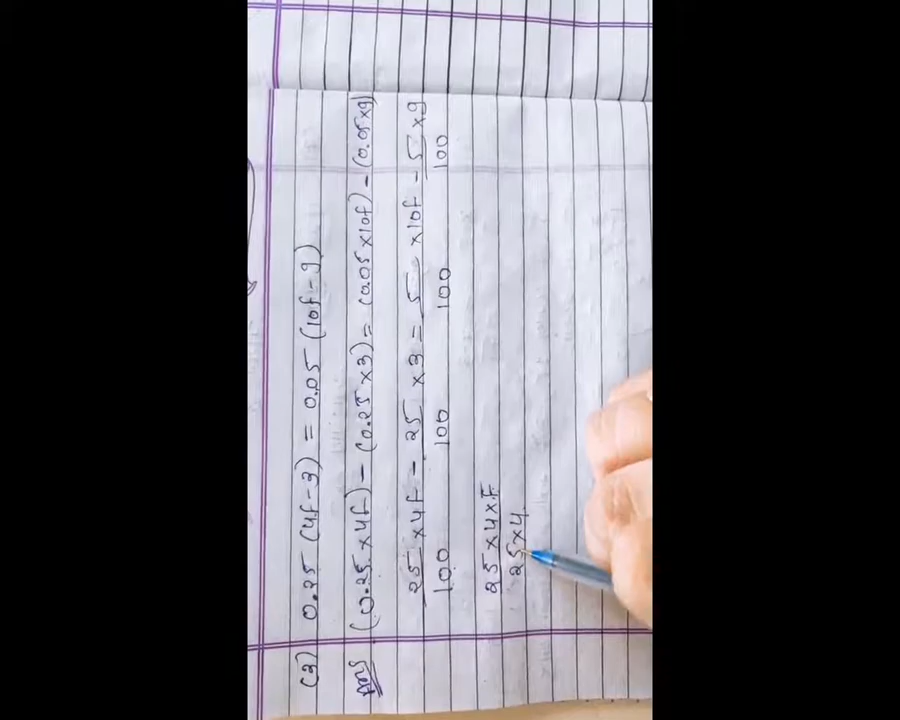 (3) 0.25 (4f-3) = 0.05 (10f-9)
Ans (0.25 x 4f) - (0.25 x 3) = (0.05 x 10f) - (0.05 x 9)
25/100 x 4f - 25/100 x 3 = 5/100 x 10f - 5/100 x 9
25 x 4 x f
25 x 4